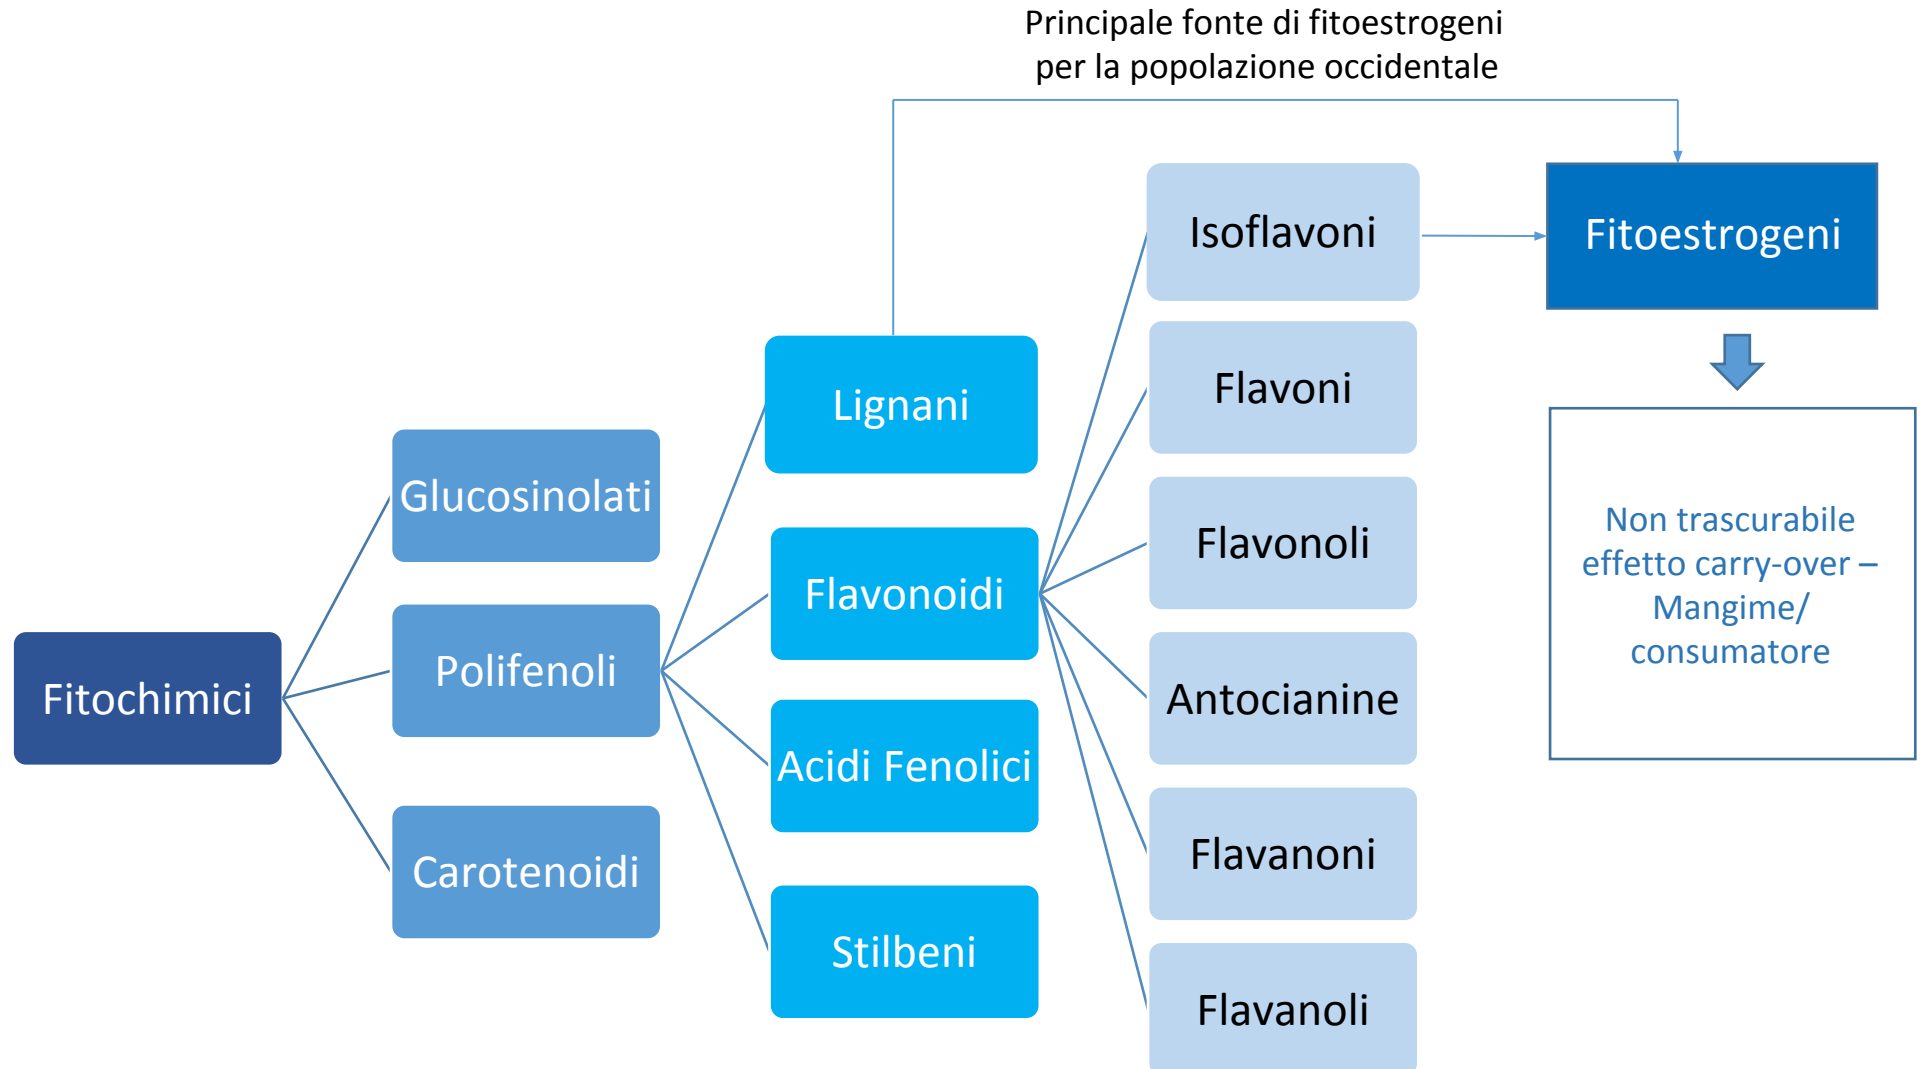 Principale fonte di fitoestrogeni
per la popolazione occidentale
Fitochimici
Glucosinolati
Polifenoli
Carotenoidi
Lignani
Flavonoidi
Acidi Fenolici
Stilbeni
Isoflavoni
Flavoni
Flavonoli
Antocianine
Flavanoni
Flavanoli
Fitoestrogeni
Non trascurabile
effetto carry-over –
Mangime/
consumatore